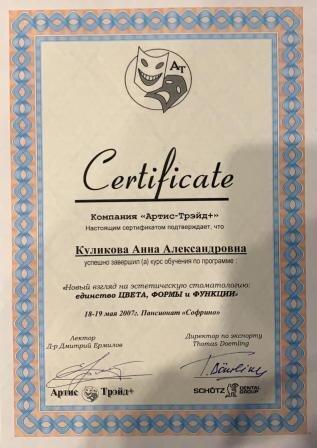 АТ
Certificate
Компания «Артис-Трэйд+»
Настоящим сертификатом подтверждает, что
Куликова Анна Александровна
успешно завершил (а) курс обучения по программе :
«Новый взгляд на эстетическую стоматологию:
единство ЦВЕТА, ФОРМЫ и ФУНКЦИИ»
18-19 мая 2007г. Пансионат «Софрино»
Лектор
Д-р Дмитрий Ермилов
Директор по экспорту
Thomas Doemling
Артис Трэйд+
SCHÜTZ DENTAL GROUP